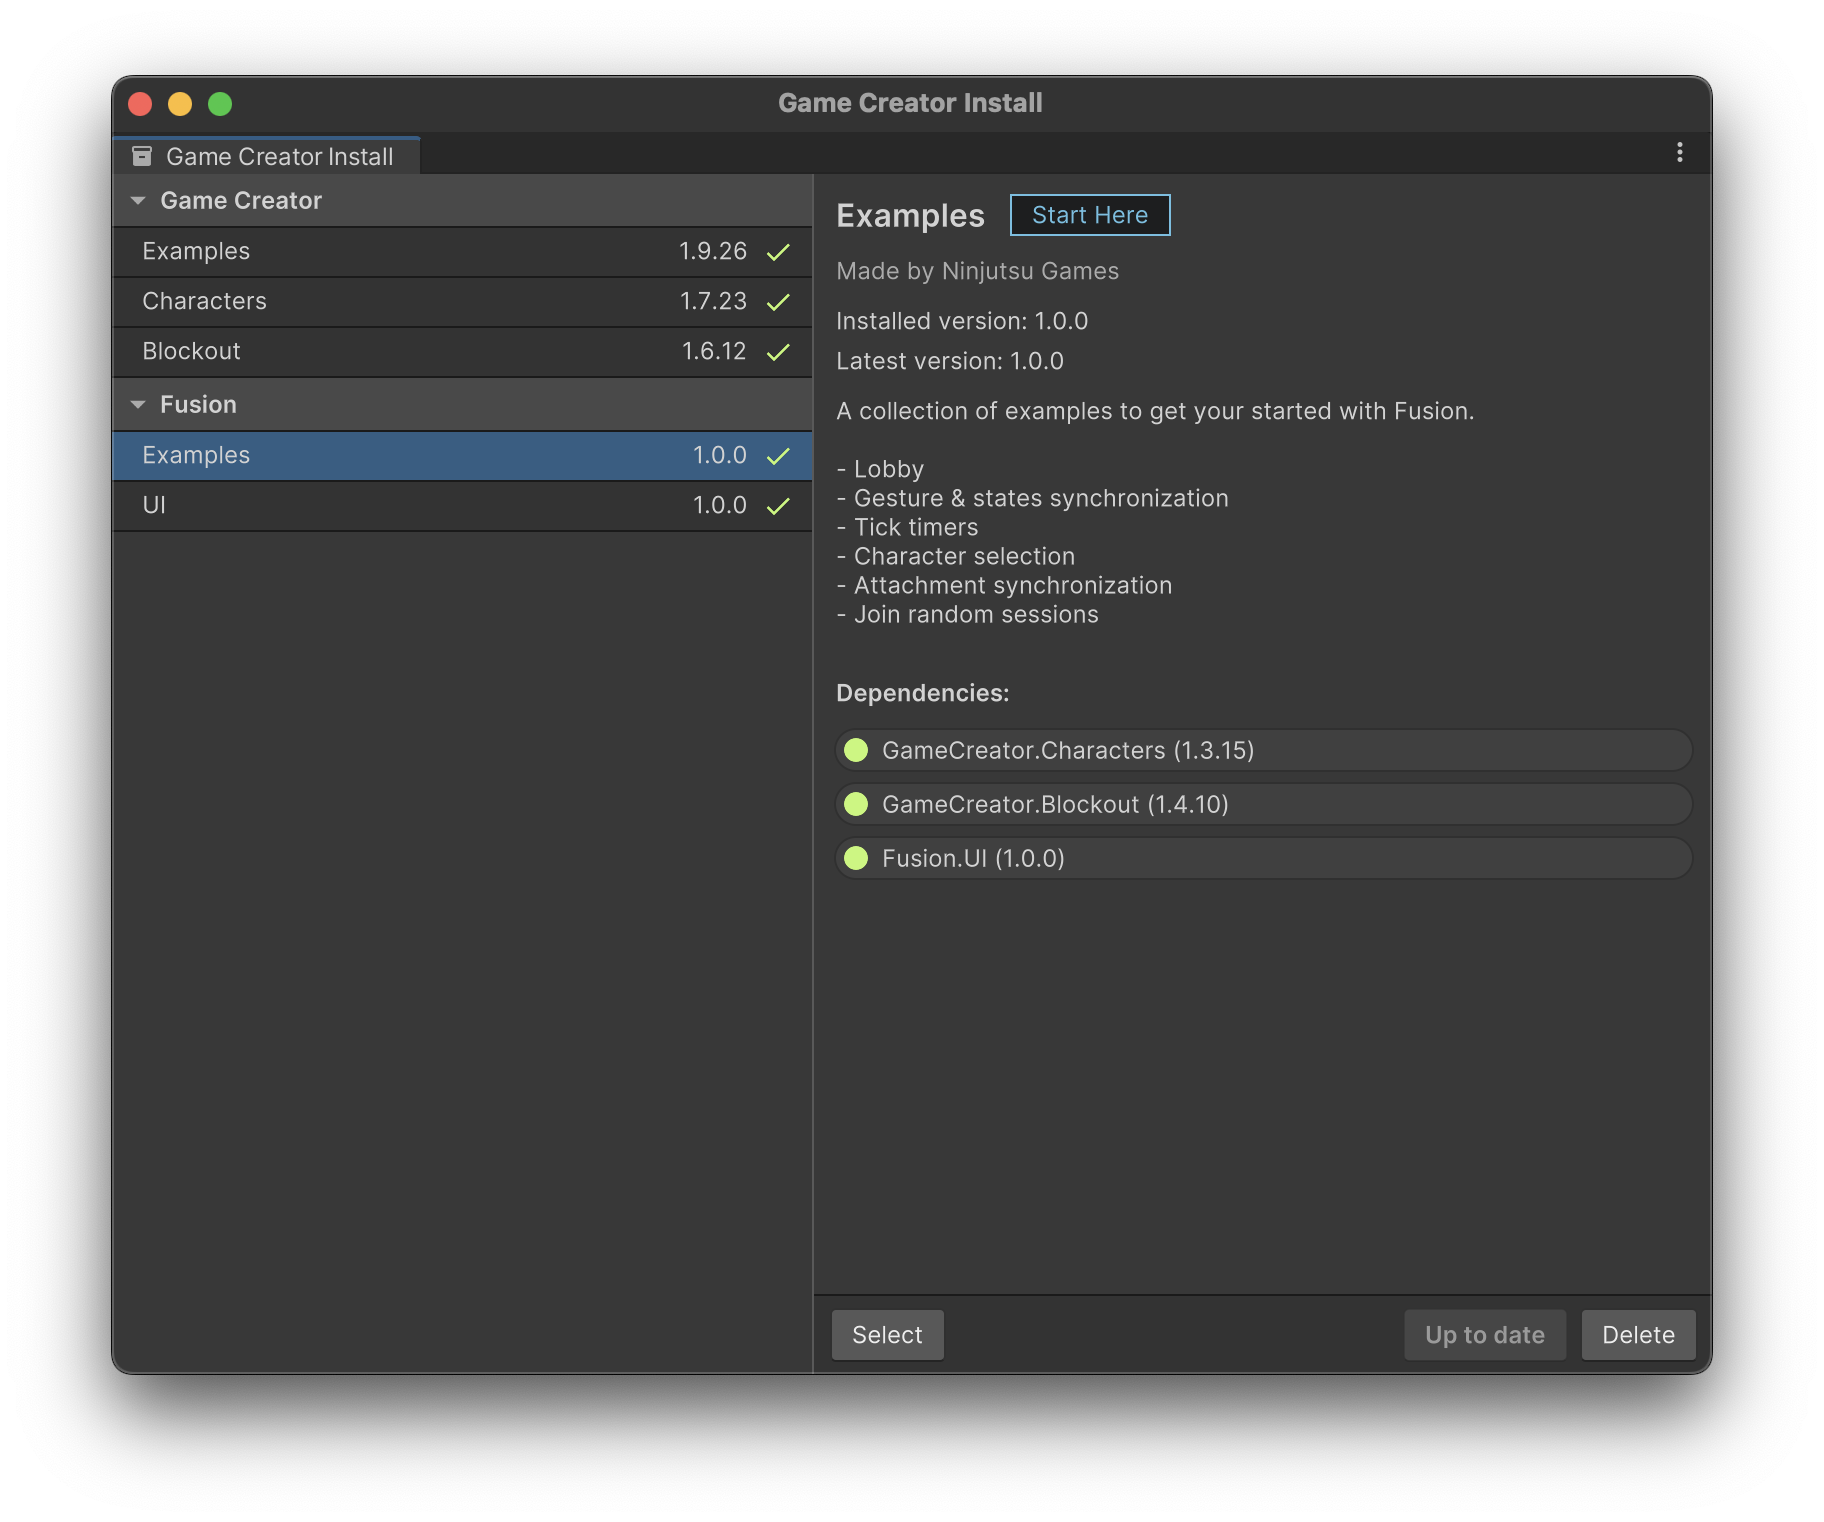 Game Creator Install
Game Creator Install
Game Creator
Examples 1.9.26
Characters 1.7.23
Blockout 1.6.12
Fusion
Examples 1.0.0
UI 1.0.0
Examples Start Here
Made by Ninjutsu Games
Installed version: 1.0.0
Latest version: 1.0.0
A collection of examples to get your started with Fusion.
- Lobby
- Gesture & states synchronization
- Tick timers
- Character selection
- Attachment synchronization
- Join random sessions
Dependencies:
GameCreator.Characters (1.3.15)
GameCreator.Blockout (1.4.10)
Fusion.UI (1.0.0)
Select Up to date Delete